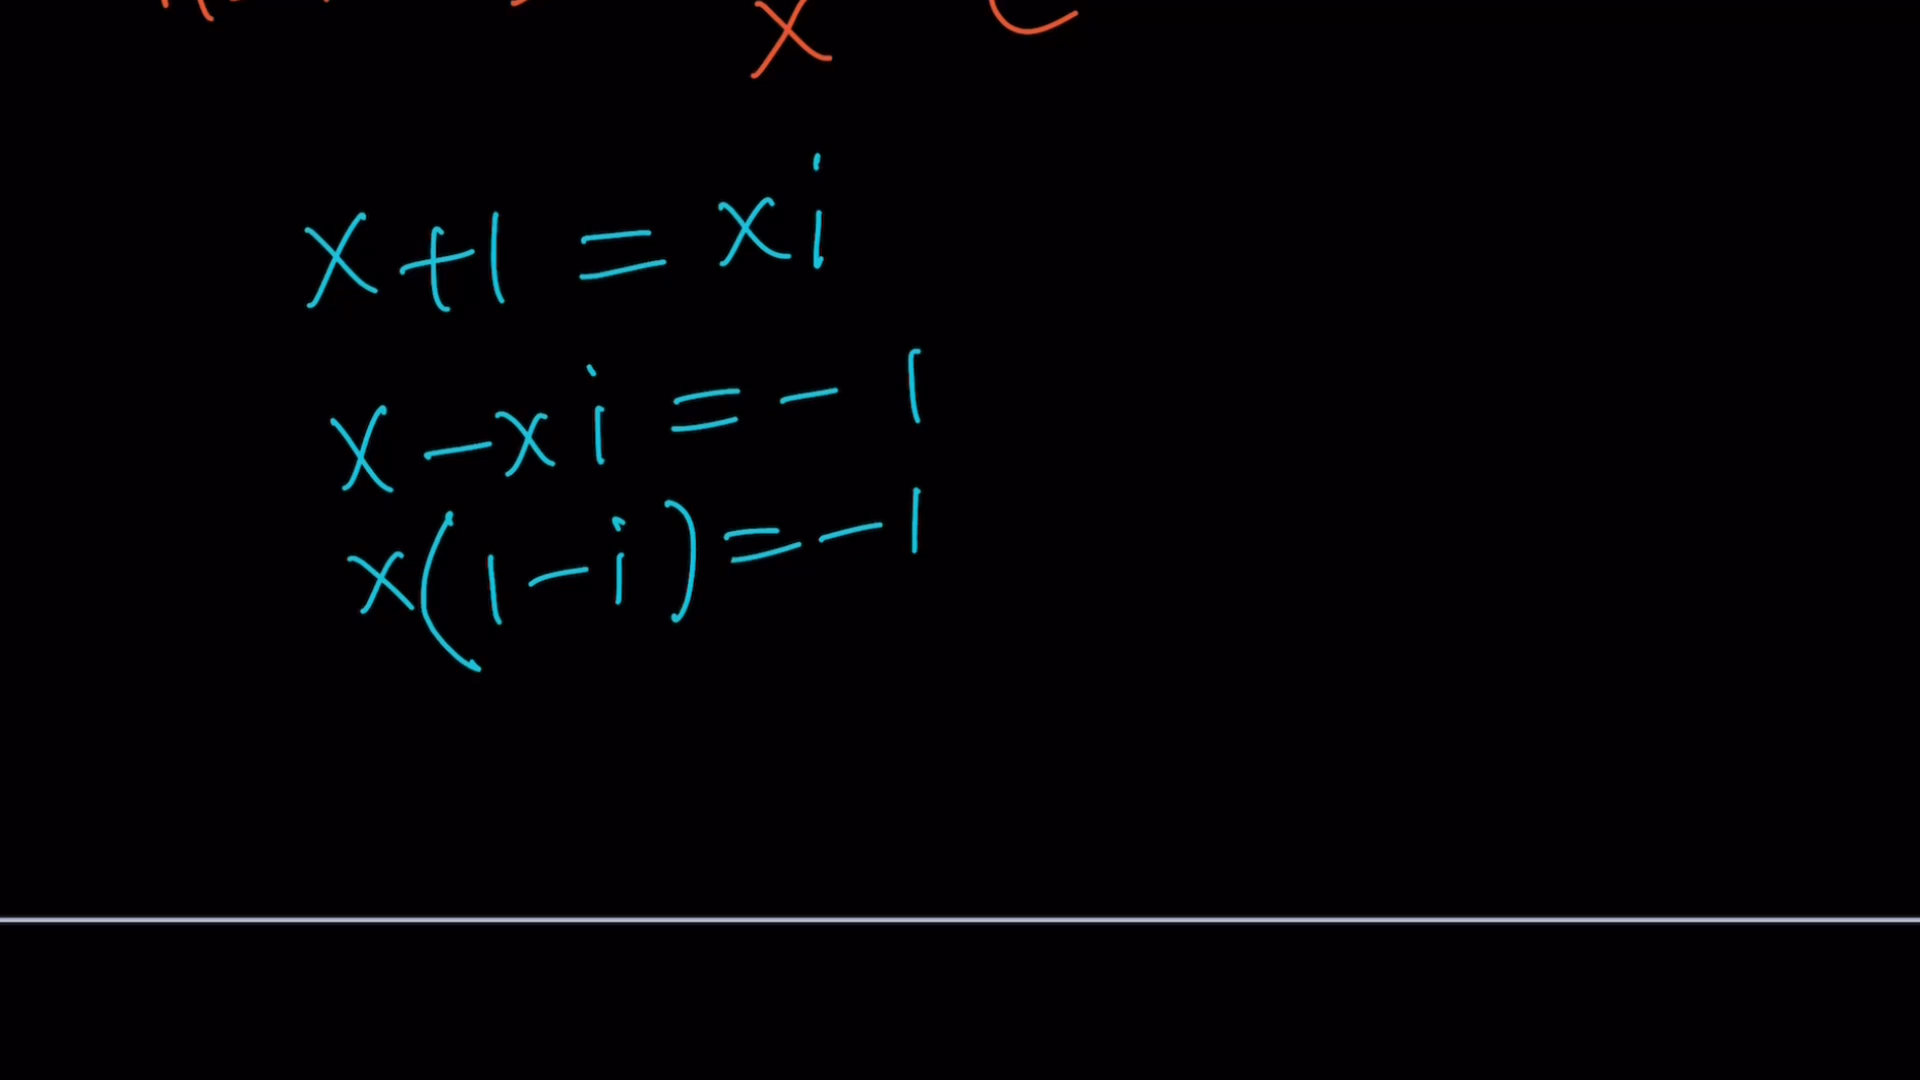 x
x+1 = xi
x-xi = -1
x(1-i) = -1